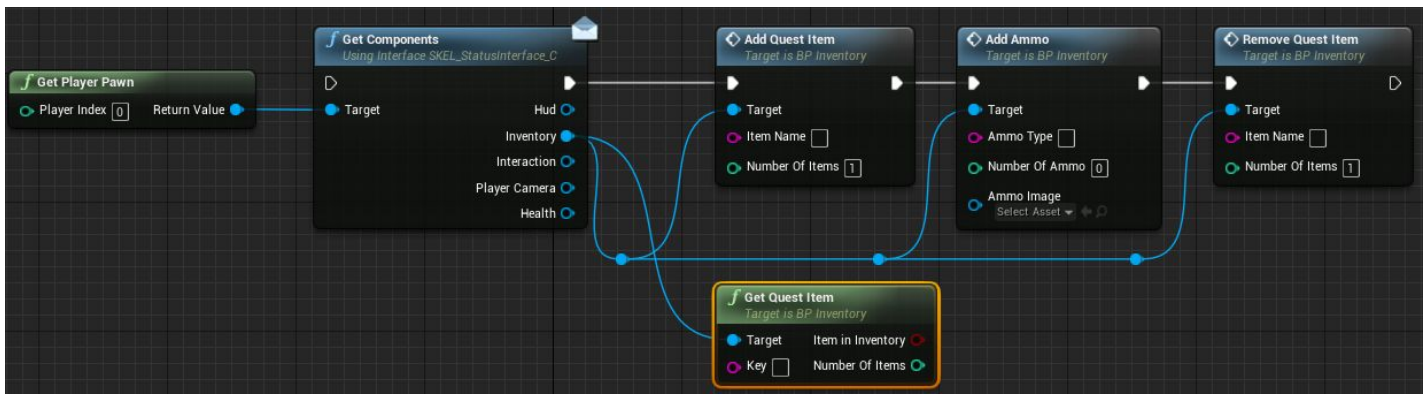 Get Player Pawn
Player Index 0 Return Value
Get Components
Using Interface SKEL_StatusInterface_C
Target Hud
Inventory
Interaction
Player Camera
Health
Add Quest Item
Target is BP Inventory
Target
Item Name
Number Of Items 1
Add Ammo
Target is BP Inventory
Target
Ammo Type
Number Of Ammo 0
Ammo Image
Select Asset
Remove Quest Item
Target is BP Inventory
Target
Item Name
Number Of Items 1
Get Quest Item
Target is BP Inventory
Target Item in Inventory
Key Number Of Items